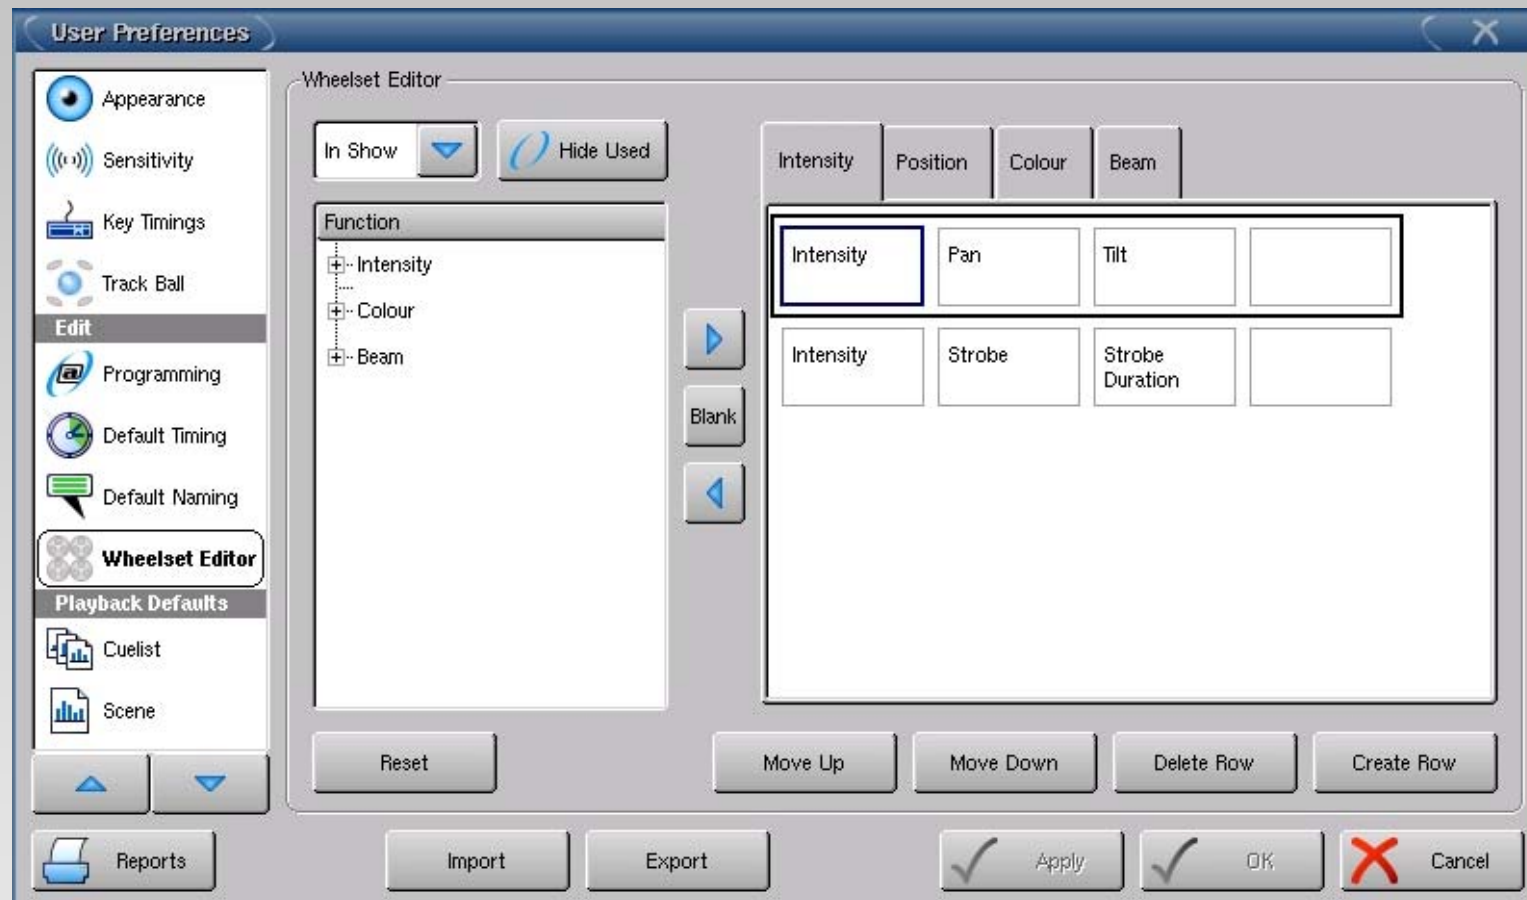 User Preferences
Appearance
Sensitivity
Key Timings
Track Ball
Edit
Programming
Default Timing
Default Naming
Wheelset Editor
Playback Defaults
Cuelist
Scene
Wheelset Editor
In Show
Hide Used
Function
Intensity
Colour
Beam
Blank
Intensity
Position
Colour
Beam
Intensity
Pan
Tilt
Intensity
Strobe
Strobe
Duration
Reset
Move Up
Move Down
Delete Row
Create Row
Reports
Import
Export
Apply
OK
Cancel